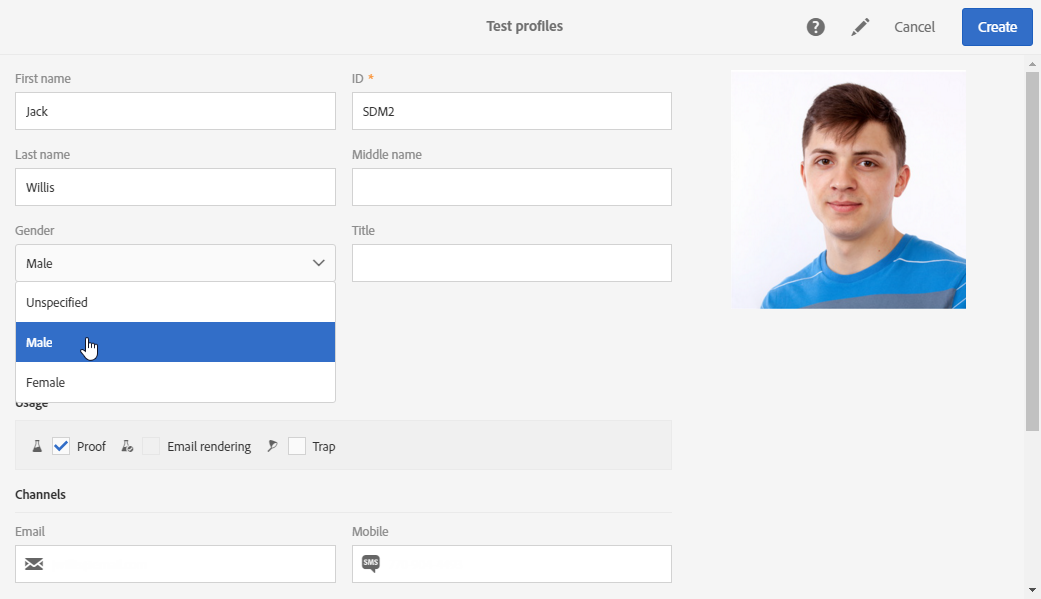 Test profiles
? Cancel Create
First name ID *
Jack SDM2
Last name Middle name
Willis
Gender Title
Male
Unspecified
Male
Female
Usage
Proof Email rendering Trap
Channels
Email Mobile
SMS